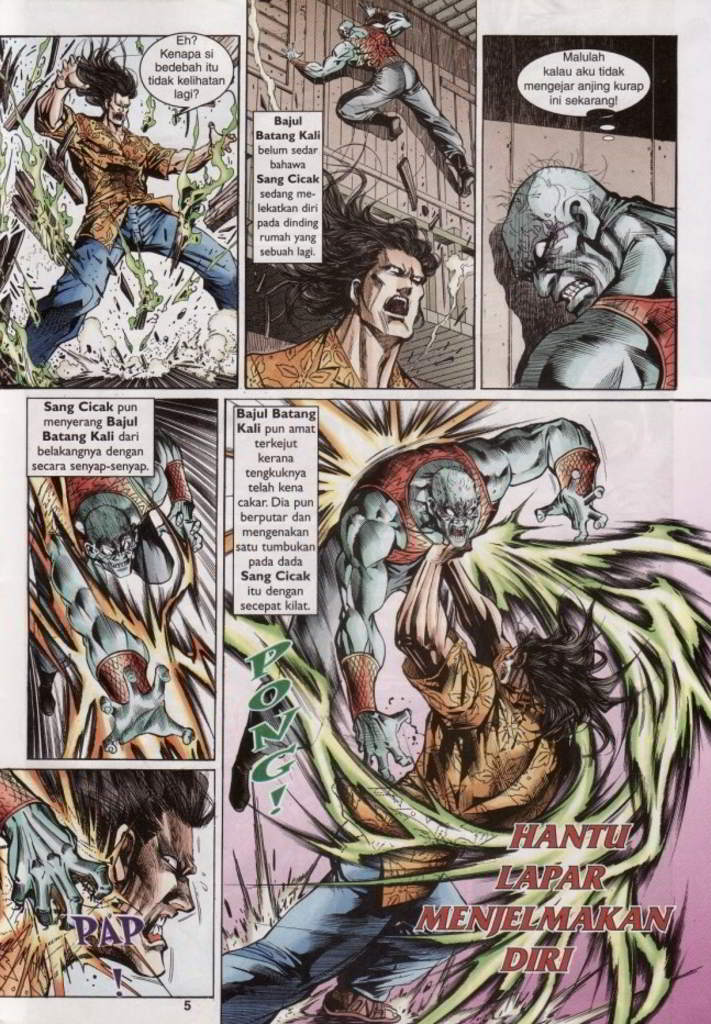 Eh?
Kenapa si
bedebah itu
tidak kelihatan
lagi?
Bajul
Batang Kali
belum sedar
bahawa
Sang Cicak
sedang me-
lekatkan diri
pada dinding
rumah yang
sebuah lagi.
Malulah
kalau aku tidak
mengejar anjing kurap
ini sekarang!
Sang Cicak pun
menyerang Bajul
Batang Kali dari
belakangnya dengan
secara senyap-senyap.
Bajul Batang
Kali pun amat
terkejut
kerana
tengkuknya
telah kena
cakar. Dia pun
berputar dan
mengenakan
satu tumbukan
pada dada
Sang Cicak
itu dengan
secepat kilat.
PONG!
PAP!
HANTU
LAPAR
MENJELMAKAN
DIRI
5